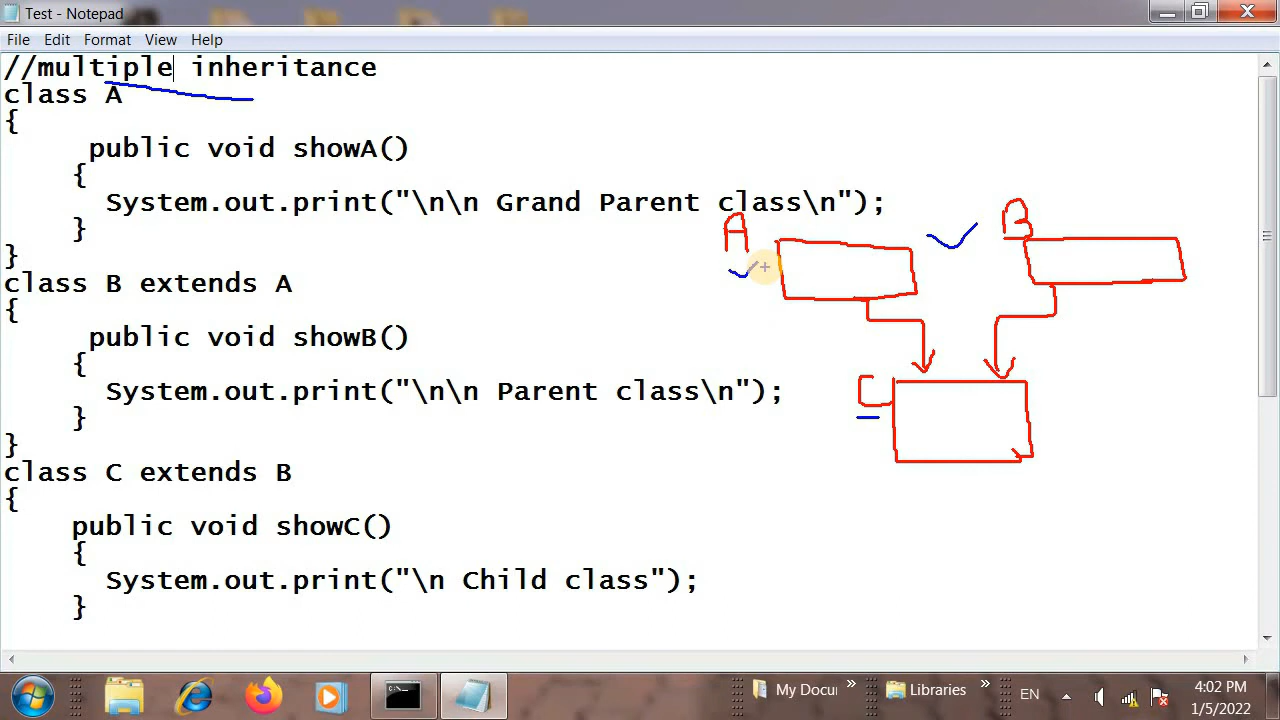 Test - Notepad
File Edit Format View Help
//multiple inheritance
class A
{
public void showA()
{
System.out.print("\n\n Grand Parent class\n");
}
}
class B extends A
{
public void showB()
{
System.out.print("\n\n Parent class\n");
}
}
class C extends B
{
public void showC()
{
System.out.print("\n Child class");
}
A
B
C
My Docu » Libraries » EN 4:02 PM
1/5/2022